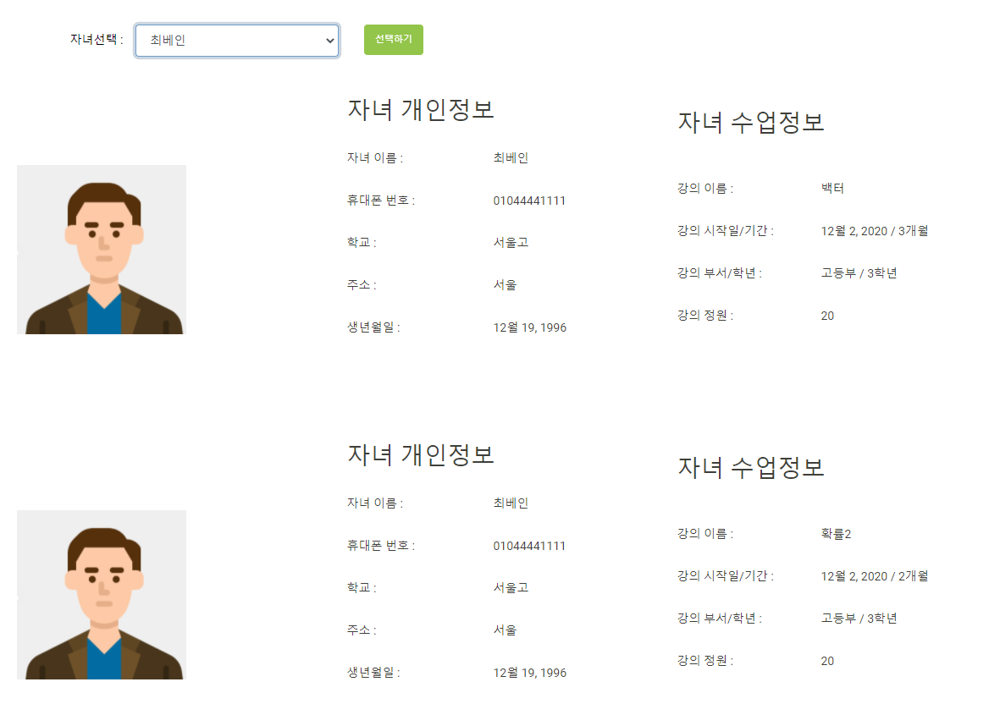 자녀선택 : 최베인 선택하기
자녀 개인정보
자녀 이름 : 최베인
휴대폰 번호 : 01044441111
학교 : 서울고
주소 : 서울
생년월일 : 12월 19, 1996
자녀 수업정보
강의 이름 : 백터
강의 시작일/기간 : 12월 2, 2020 / 3개월
강의 부서/학년 : 고등부 / 3학년
강의 정원 : 20
자녀 개인정보
자녀 이름 : 최베인
휴대폰 번호 : 01044441111
학교 : 서울고
주소 : 서울
생년월일 : 12월 19, 1996
자녀 수업정보
강의 이름 : 확률2
강의 시작일/기간 : 12월 2, 2020 / 2개월
강의 부서/학년 : 고등부 / 3학년
강의 정원 : 20